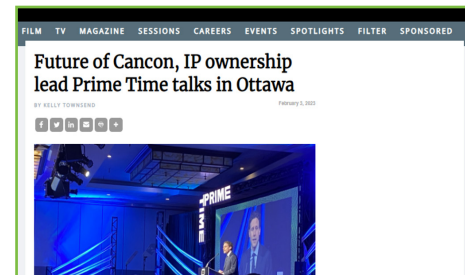 FILM TV MAGAZINE SESSIONS CAREERS EVENTS SPOTLIGHTS FILTER SPONSORED
Future of Cancon, IP ownership
lead Prime Time talks in Ottawa
BY KELLY TOWNSEND
February 2, 2023
PRIME
TIME